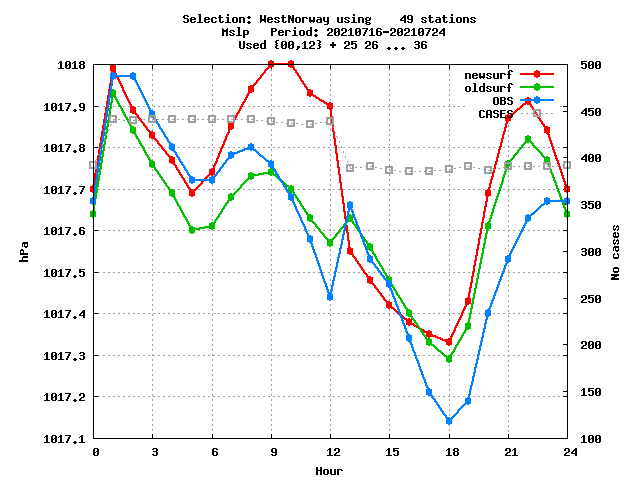 Selection: WestNorway using    49 stations
Mslp   Period: 20210716-20210724
Used {00,12} + 25 26 ... 36
newsurf
oldsurf
OBS
CASES
1018
1017.9
1017.8
1017.7
1017.6
1017.5
1017.4
1017.3
1017.2
1017.1
hPa
500
450
400
350
300
250
200
150
100
No cases
0 3 6 9 12 15 18 21 24
Hour